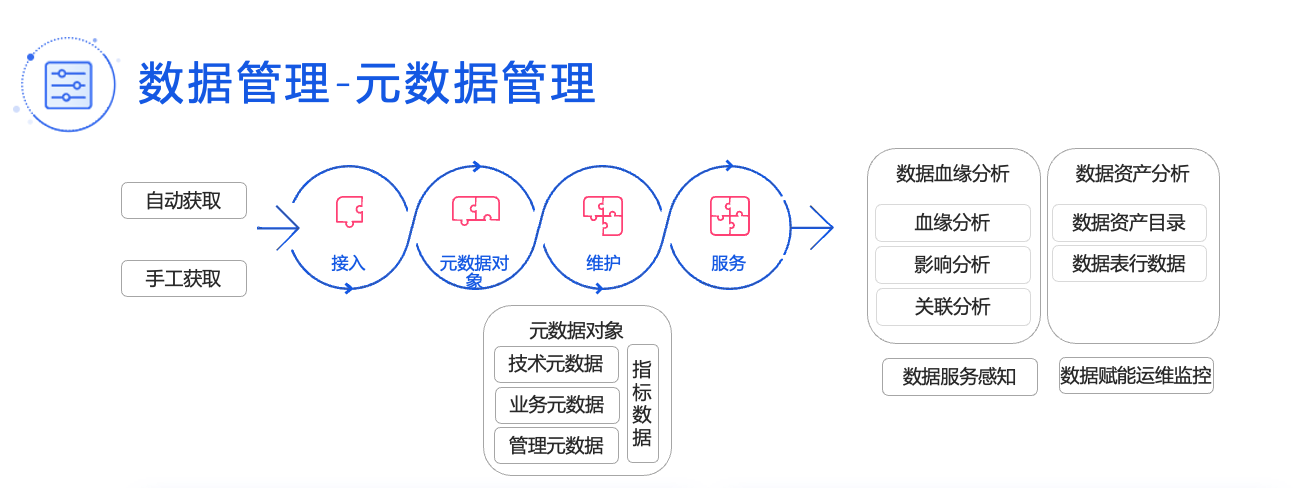 数据管理-元数据管理
自动获取
手工获取
接入
元数据对
象
维护
服务
元数据对象
技术元数据
业务元数据
管理元数据
指
标
数
据
数据血缘分析
血缘分析
影响分析
关联分析
数据资产分析
数据资产目录
数据表行数据
数据服务感知
数据赋能运维监控